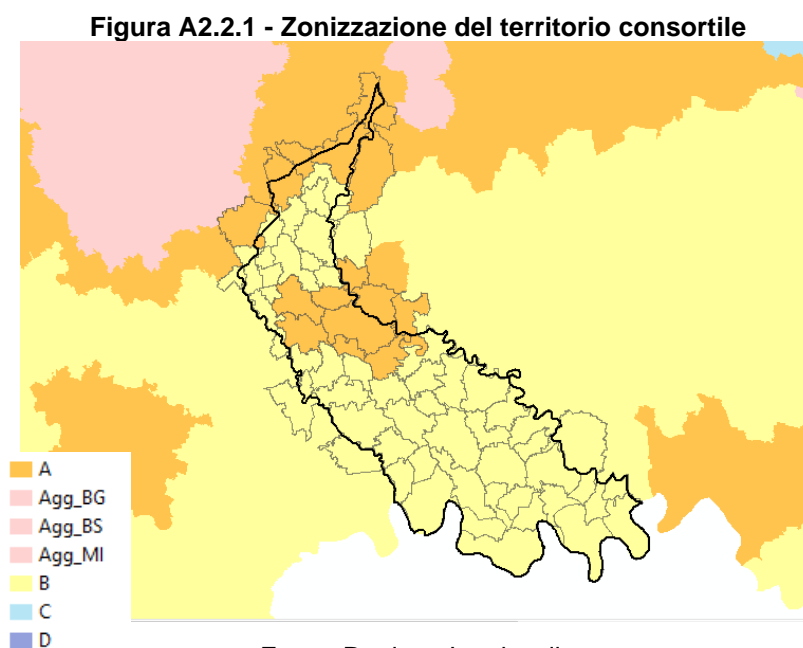 Figura A2.2.1 - Zonizzazione del territorio consortile
A
Agg_BG
Agg_BS
Agg_MI
B
C
D